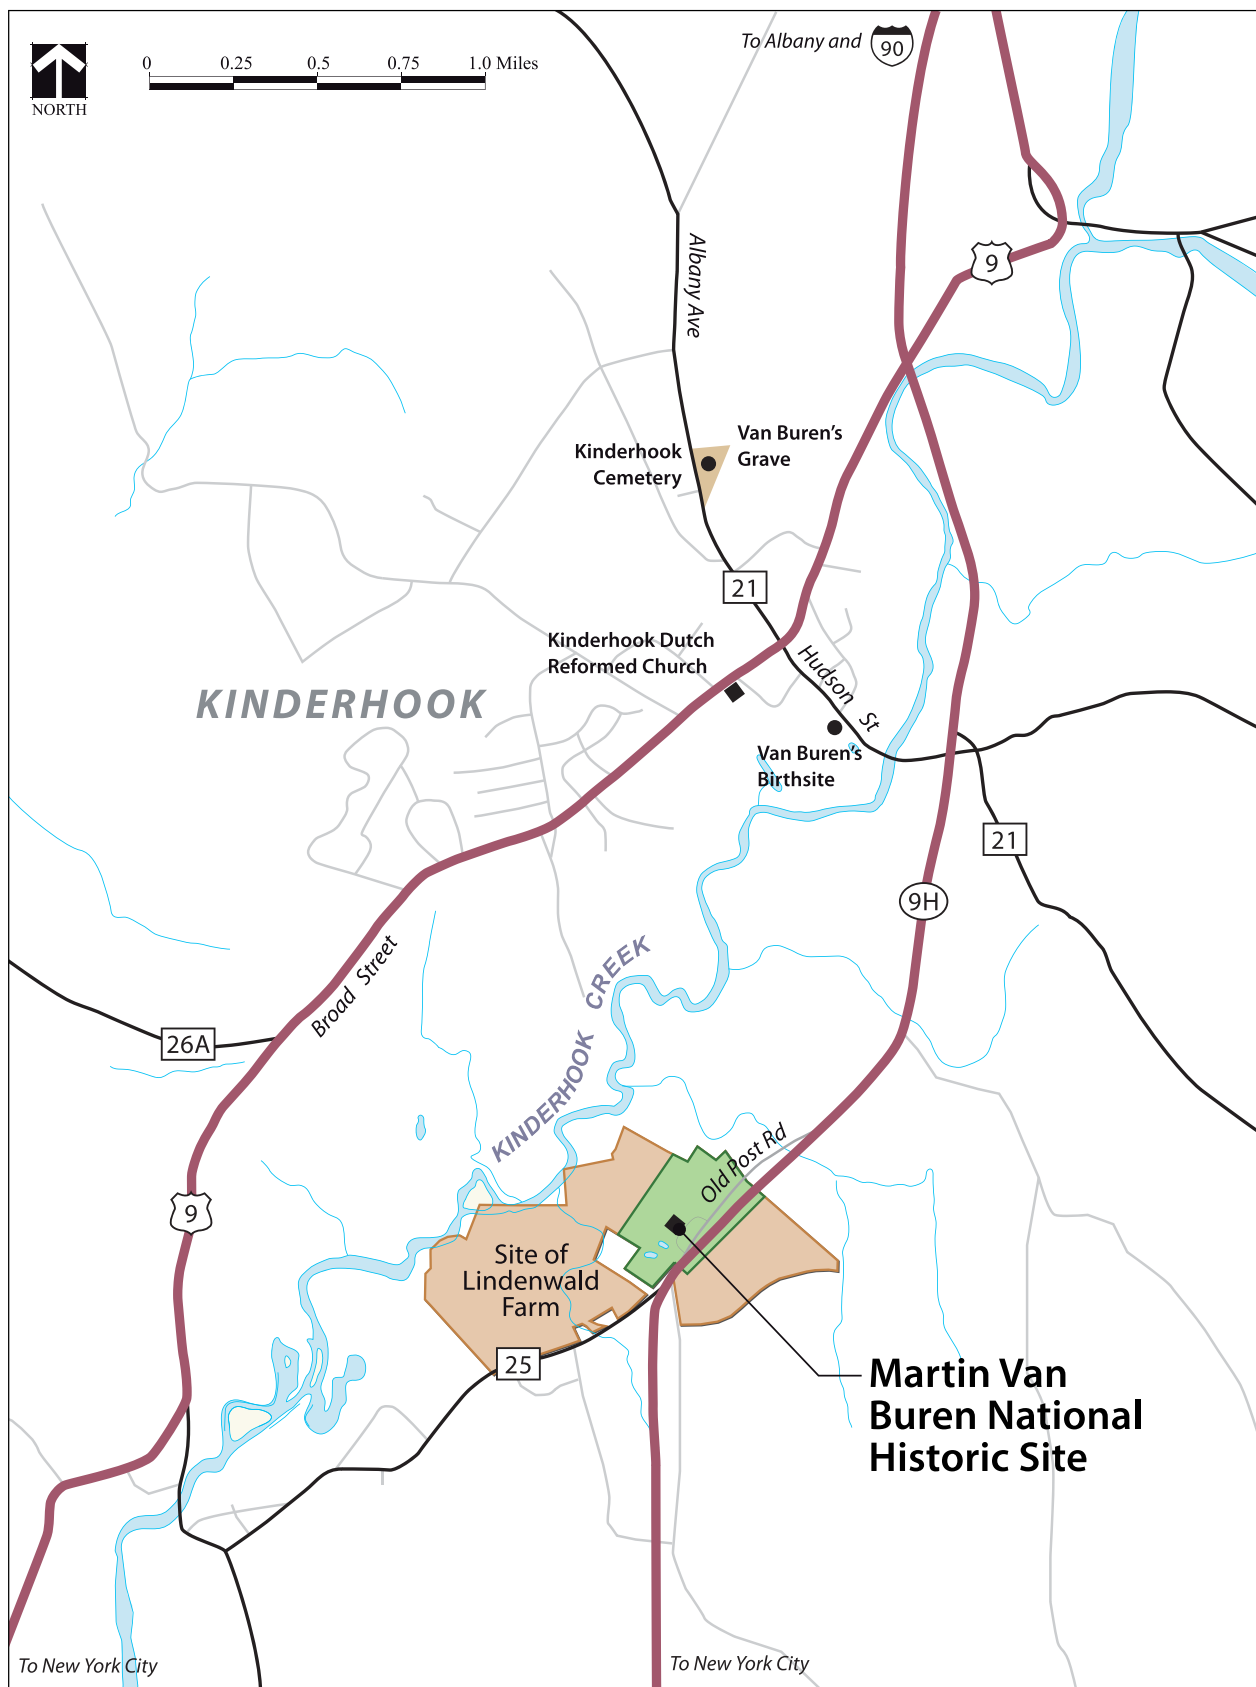 To Albany and
90
0 0.25 0.5 0.75 1.0 Miles
NORTH
Albany Ave
9
Van Buren's
Grave
Kinderhook
Cemetery
21
Kinderhook Dutch
Reformed Church
Hudson St
KINDERHOOK
Van Buren's
Birthsite
21
9H
Broad Street
KINDERHOOK CREEK
26A
Old Post Rd
9
Site of
Lindenwald
Farm
25
Martin Van
Buren National
Historic Site
To New York City
To New York City